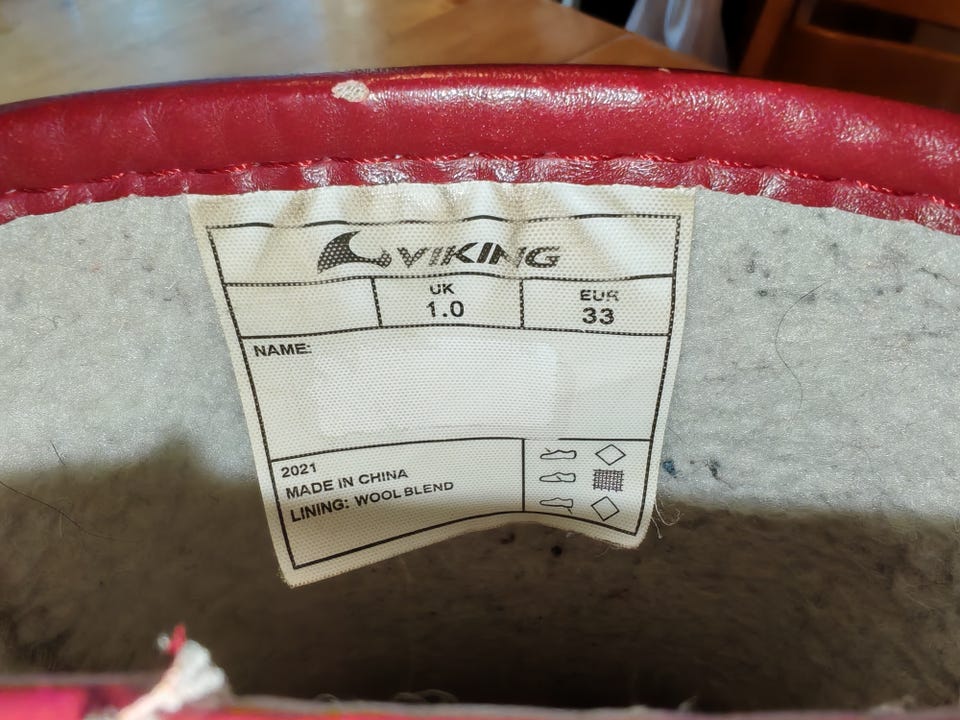 VIKING
UK
1.0
EUR
33
NAME:
2021
MADE IN CHINA
LINING: WOOL BLEND